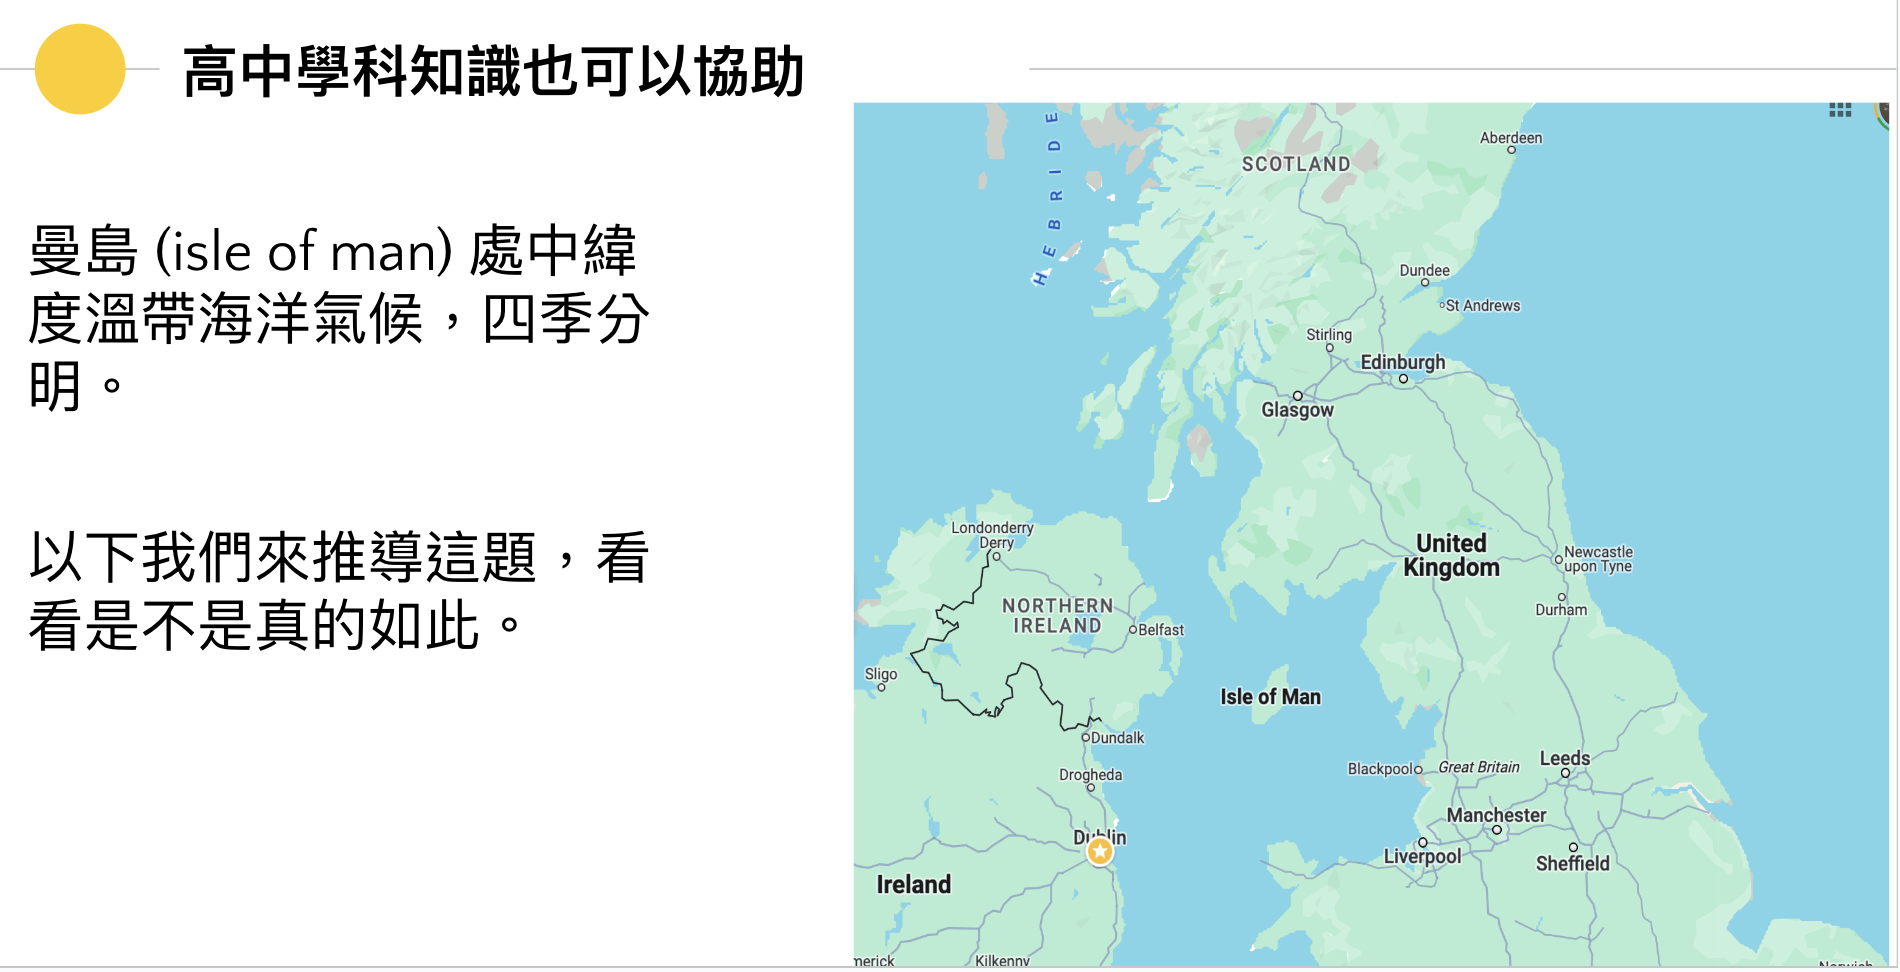 高中學科知識也可以協助
曼島 (isle of man) 處中緯
度溫帶海洋氣候，四季分
明。
以下我們來推導這題，看
看是不是真的如此。
HEBRIDE
SCOTLAND
Aberdeen
Dundee
St Andrews
Stirling
Edinburgh
Glasgow
Londonderry
Derry
United
Kingdom
Newcastle
upon Tyne
Durham
NORTHERN
IRELAND
Belfast
Sligo
Isle of Man
Dundalk
Drogheda
Blackpool
Great Britain
Leeds
Manchester
Dublin
Liverpool
Sheffield
Ireland
merick
Kilkenny
Norwich